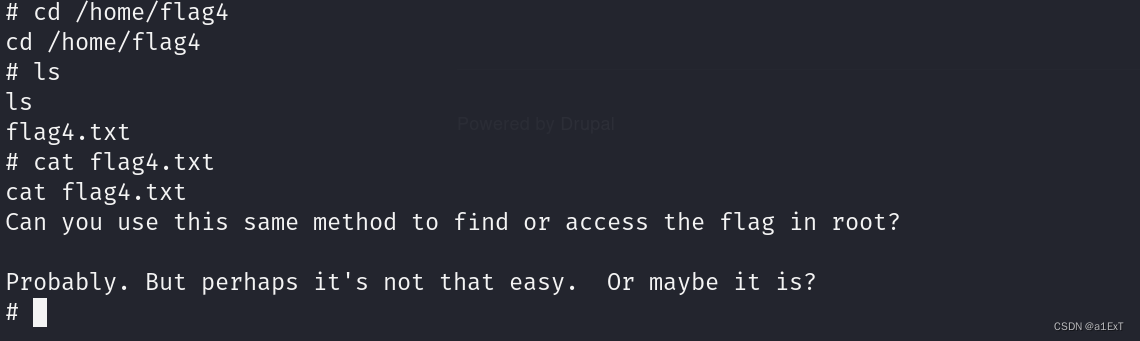 # cd /home/flag4
cd /home/flag4
# ls
ls
Powered by Drupal
flag4.txt
# cat flag4.txt
cat flag4.txt
Can you use this same method to find or access the flag in root?
Probably. But perhaps it's not that easy.  Or maybe it is?
#
CSDN @a1ExT